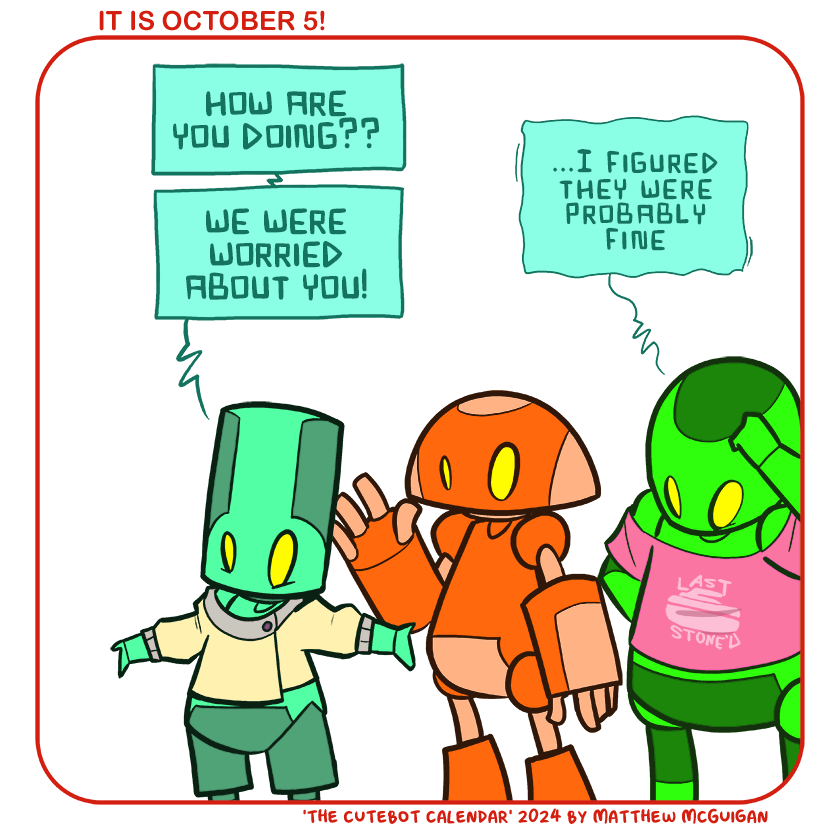 IT IS OCTOBER 5!
HOW ARE
YOU DOING??
WE WERE
WORRIED
ABOUT YOU!
...I FIGURED
THEY WERE
PROBABLY
FINE
LAST
STONE'D
'THE CUTEBOT CALENDAR' 2024 BY MATTHEW MCGUIGAN